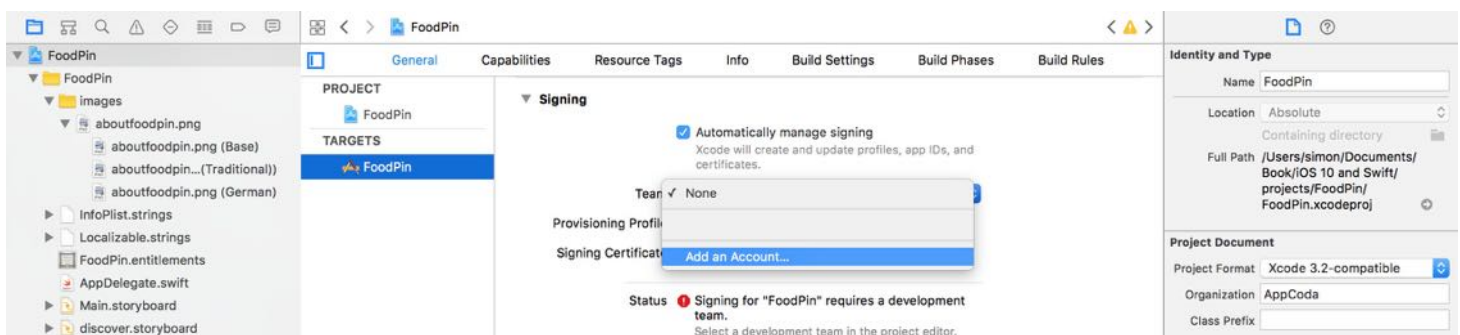 FoodPin
FoodPin
General
Capabilities
Resource Tags
Info
Build Settings
Build Phases
Build Rules
Identity and Type
FoodPin
images
aboutfoodpin.png
aboutfoodpin.png (Base)
aboutfoodpin...(Traditional))
aboutfoodpin.png (German)
InfoPlist.strings
Localizable.strings
FoodPin.entitlements
AppDelegate.swift
Main.storyboard
discover.storyboard
PROJECT
FoodPin
TARGETS
FoodPin
Signing
Automatically manage signing
Xcode will create and update profiles, app IDs, and
certificates.
Team
None
Provisioning Profil
Signing Certificat
Add an Account...
Status
Signing for "FoodPin" requires a development
team.
Select a development team in the project editor.
Name FoodPin
Location Absolute
Containing directory
Full Path /Users/simon/Documents/
Book/iOS 10 and Swift/
projects/FoodPin/
FoodPin.xcodeproj
Project Document
Project Format Xcode 3.2-compatible
Organization AppCoda
Class Prefix